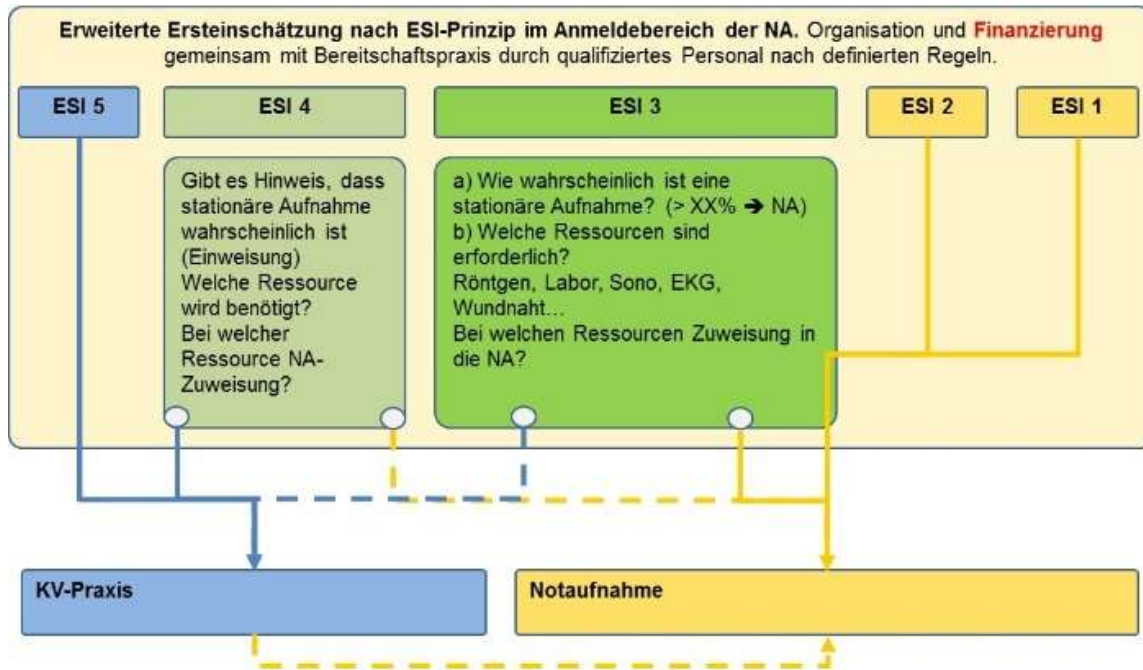 Erweiterte Ersteinschätzung nach ESI-Prinzip im Anmeldebereich der NA. Organisation und Finanzierung
gemeinsam mit Bereitschaftspraxis durch qualifiziertes Personal nach definierten Regeln.
ESI 5
ESI 4
ESI 3
ESI 2
ESI 1
Gibt es Hinweis, dass
stationäre Aufnahme
wahrscheinlich ist
(Einweisung)
Welche Ressource
wird benötigt?
Bei welcher
Ressource NA-
Zuweisung?
a) Wie wahrscheinlich ist eine
stationäre Aufnahme? (> XX% ➔ NA)
b) Welche Ressourcen sind
erforderlich?
Röntgen, Labor, Sono, EKG,
Wundnaht…
Bei welchen Ressourcen Zuweisung in
die NA?
KV-Praxis
Notaufnahme